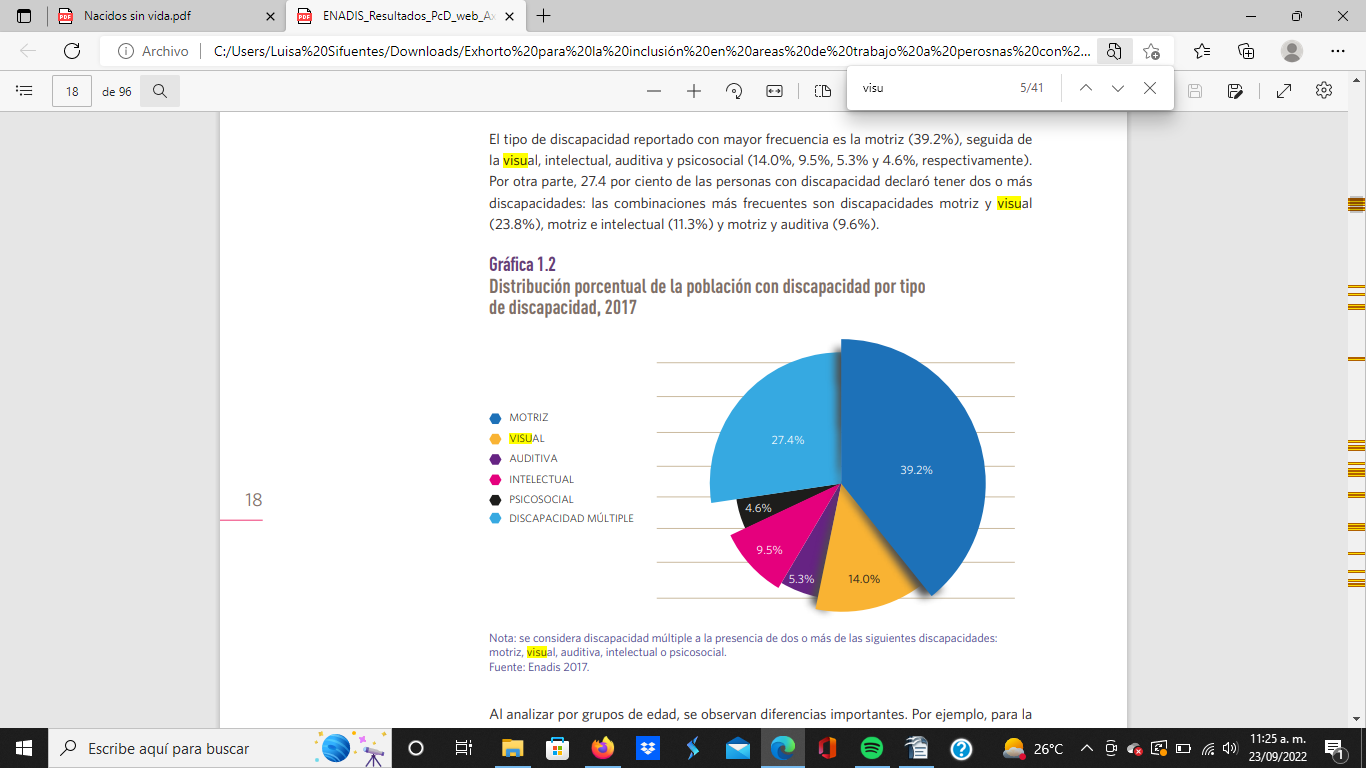 Nacidos sin vida.pdf
ENADIS_Resultados_PcD_web_Ax
Archivo
C:/Users/Luisa%20Sifuentes/Downloads/Exhorto%20para%20la%20inclusión%20en%20areas%20de%20trabajo%20a%20perosnas%20con%2...
18
de 96
visu
5/41
El tipo de discapacidad reportado con mayor frecuencia es la motriz (39.2%), seguida de
la visual, intelectual, auditiva y psicosocial (14.0%, 9.5%, 5.3% y 4.6%, respectivamente).
Por otra parte, 27.4 por ciento de las personas con discapacidad declaró tener dos o más
discapacidades: las combinaciones más frecuentes son discapacidades motriz y visual
(23.8%), motriz e intelectual (11.3%) y motriz y auditiva (9.6%).
Gráfica 1.2
Distribución porcentual de la población con discapacidad por tipo
de discapacidad, 2017
MOTRIZ
VISUAL
AUDITIVA
INTELECTUAL
PSICOSOCIAL
DISCAPACIDAD MÚLTIPLE
27.4%
39.2%
4.6%
9.5%
5.3%
14.0%
18
Nota: se considera discapacidad múltiple a la presencia de dos o más de las siguientes discapacidades:
motriz, visual, auditiva, intelectual o psicosocial.
Fuente: Enadis 2017.
Al analizar por grupos de edad, se observan diferencias importantes. Por ejemplo, para la
Escribe aquí para buscar
26°C
11:25 a. m.
23/09/2022
1